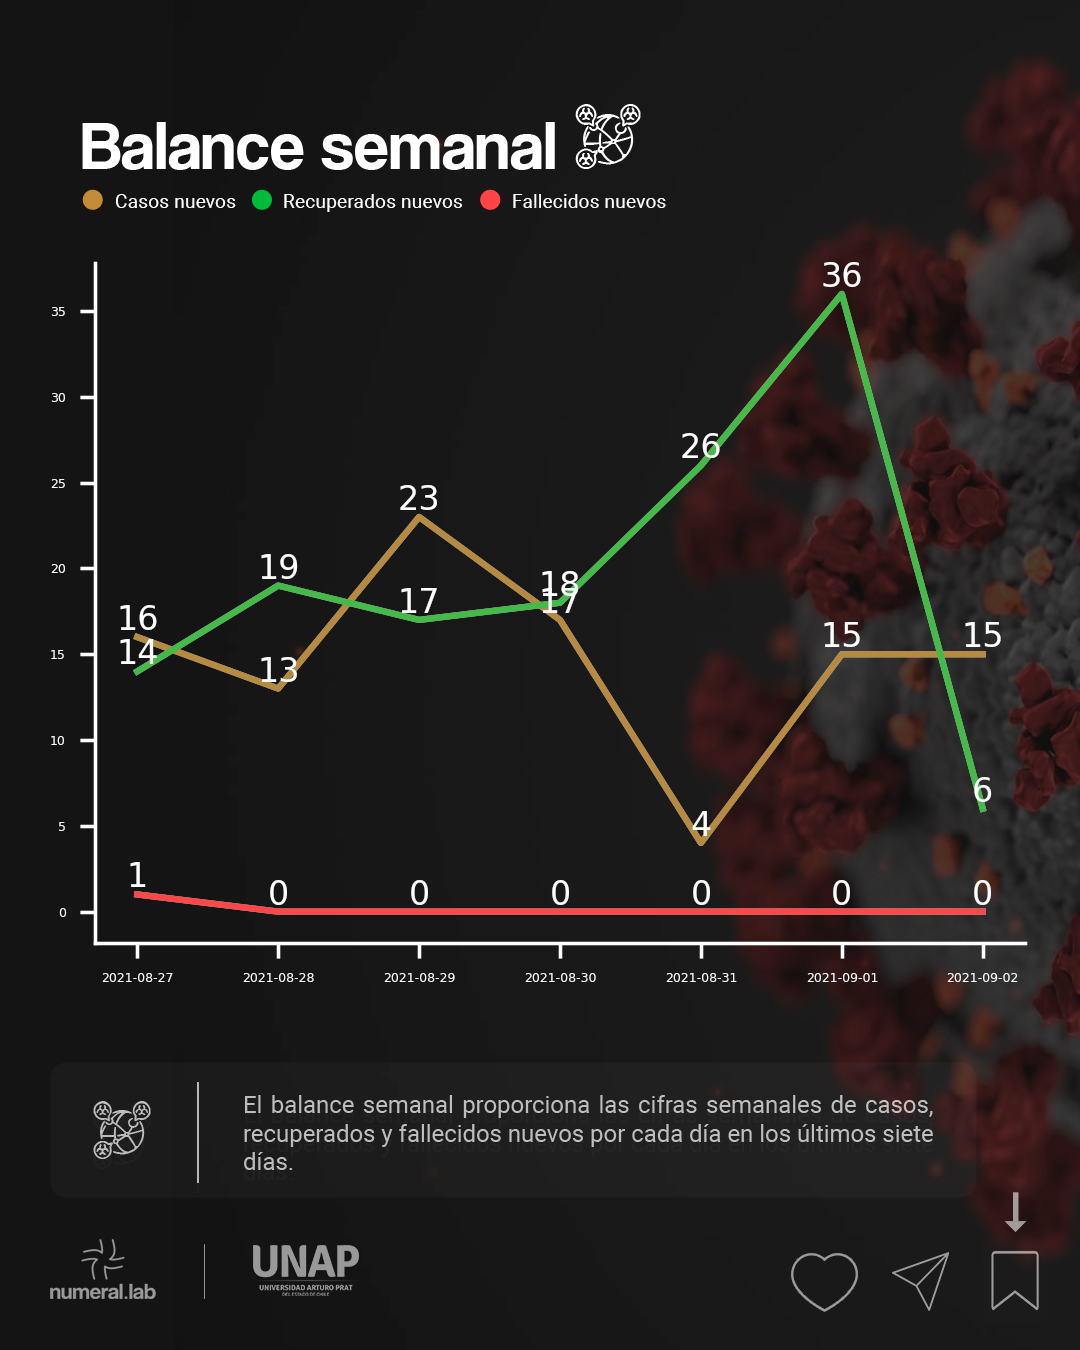 Balance semanal
Casos nuevos Recuperados nuevos Fallecidos nuevos
36
35
30
26
25
23
20
19
18
17
17
16
15
15
14
15
13
10
6
5
4
1
0
0
0
0
0
0
0
2021-08-27 2021-08-28 2021-08-29 2021-08-30 2021-08-31 2021-09-01 2021-09-02
El balance semanal proporciona las cifras semanales de casos,
recuperados y fallecidos nuevos por cada día en los últimos siete
días.
numeral.lab
UNAP
UNIVERSIDAD ARTURO PRAT
DEL ESTADO DE CHILE